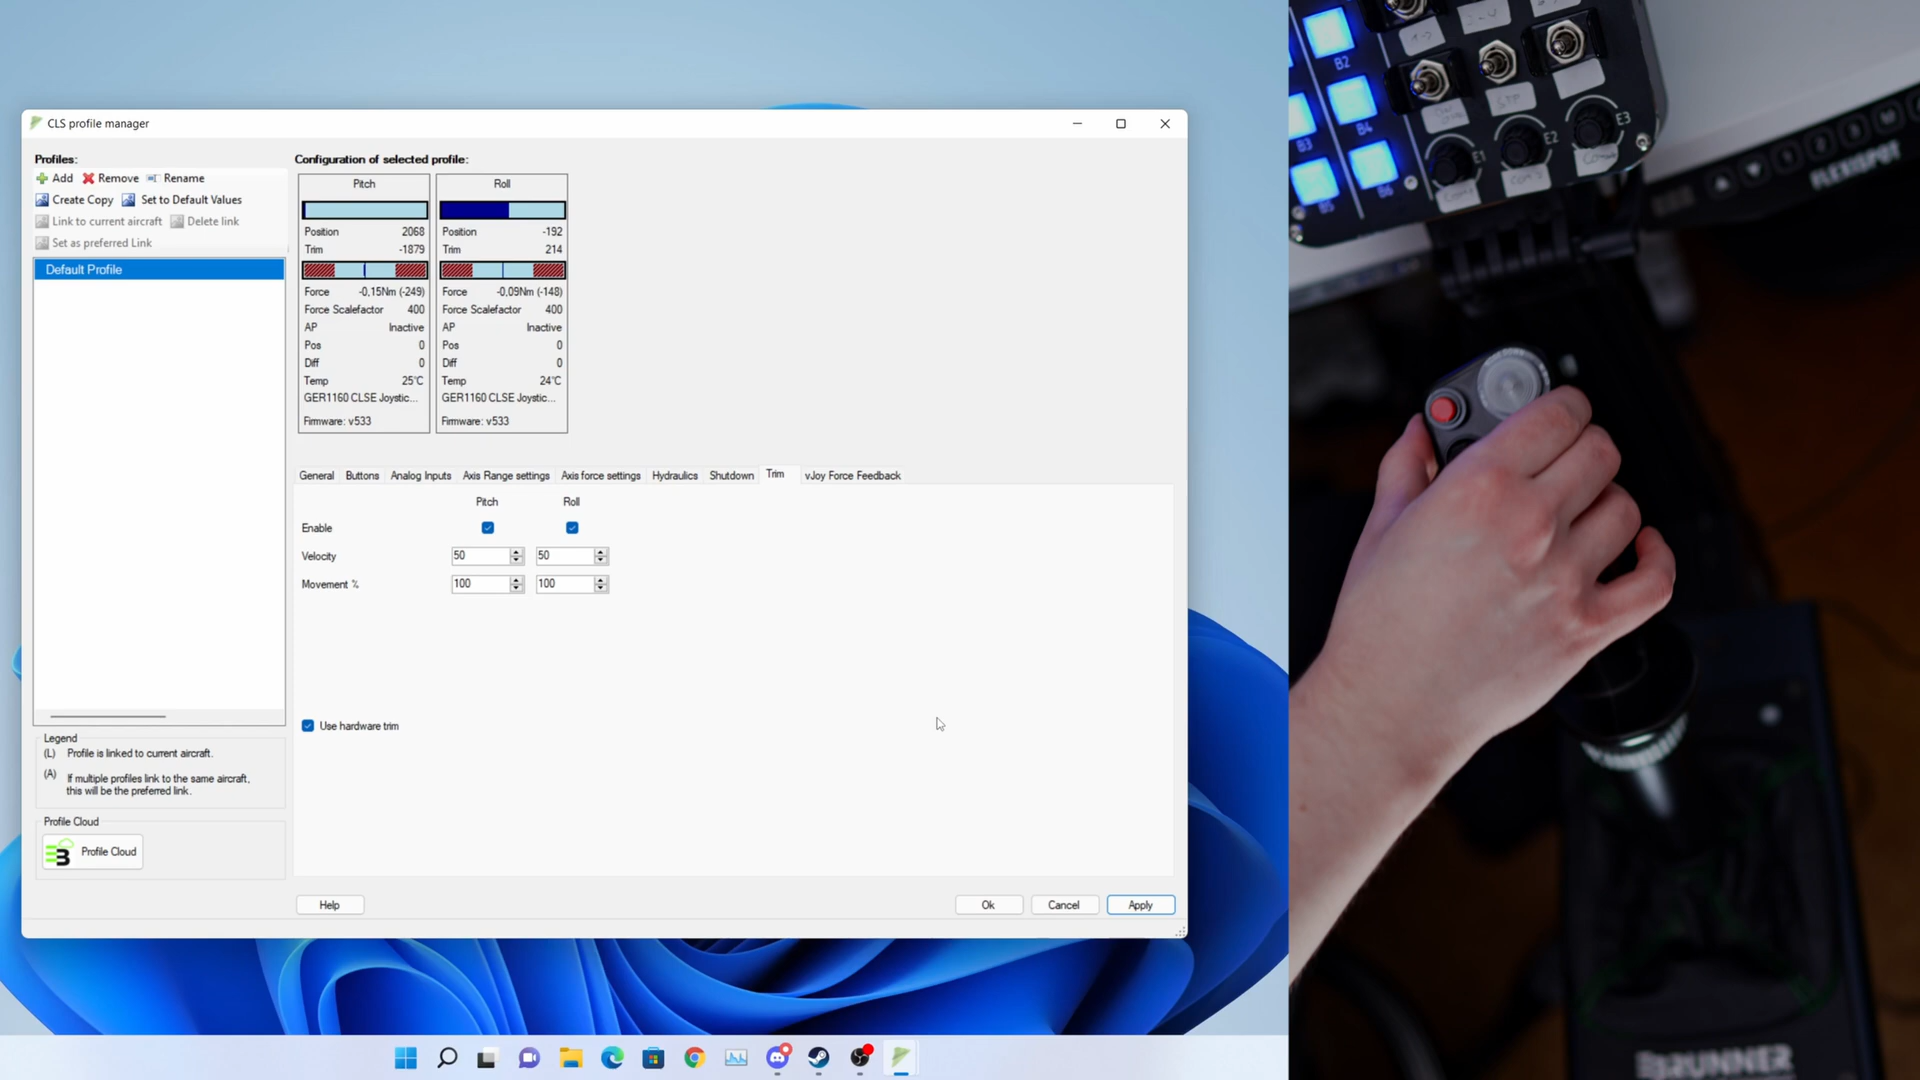 CLS profile manager
Profiles:
Add Remove Rename
Create Copy Set to Default Values
Link to current aircraft Delete link
Set as preferred Link
Default Profile
Legend
(L) Profile is linked to current aircraft.
(A) If multiple profiles link to the same aircraft,
this will be the preferred link.
Profile Cloud
Profile Cloud
Configuration of selected profile:
Pitch
Position 2068
Trim -1879
Force -0,15Nm (-249)
Force Scalefactor 400
AP Inactive
Pos 0
Diff 0
Temp 25°C
GER1160 CLSE Joystic...
Firmware: v533
Roll
Position -192
Trim 214
Force -0,09Nm (-148)
Force Scalefactor 400
AP Inactive
Pos 0
Diff 0
Temp 24°C
GER1160 CLSE Joystic...
Firmware: v533
General Buttons Analog Inputs Axis Range settings Axis force settings Hydraulics Shutdown Trim vJoy Force Feedback
Pitch Roll
Enable
Velocity 50 50
Movement % 100 100
Use hardware trim
Help Ok Cancel Apply
B2
B3 B4
B5 B6
E1 E2 E3
FLEXISPOT
BRUNNER